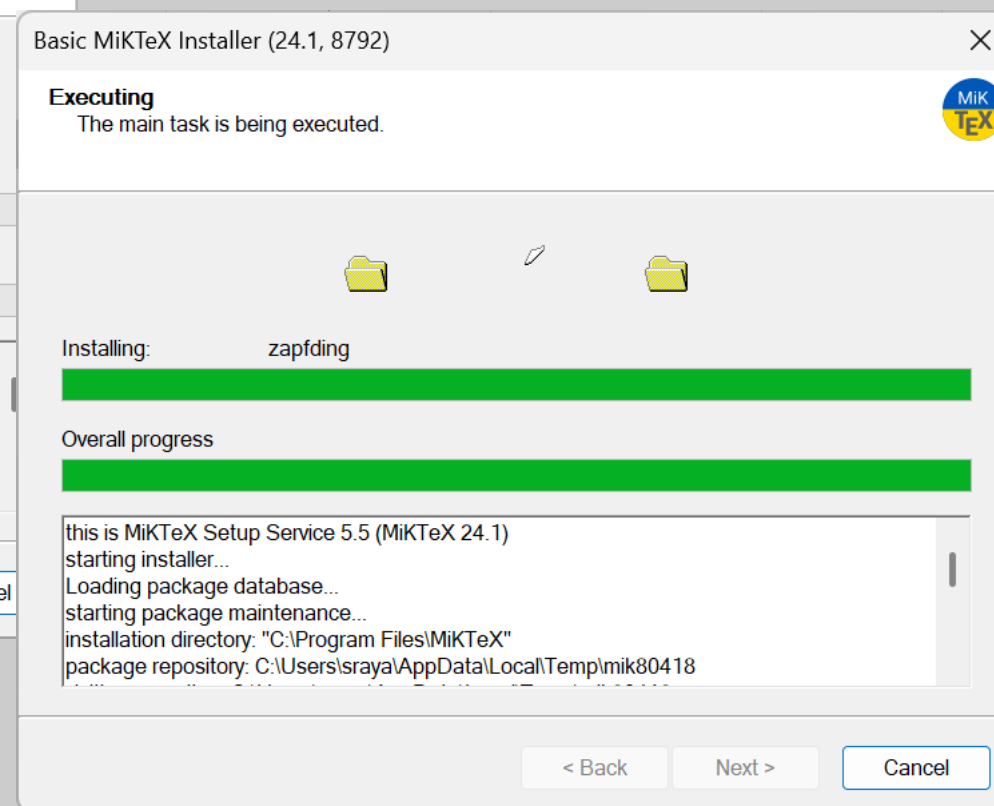 Basic MiKTeX Installer (24.1, 8792)
Executing
The main task is being executed.
MiK
TEX
Installing: zapfding
Overall progress
this is MiKTeX Setup Service 5.5 (MiKTeX 24.1)
starting installer...
Loading package database...
starting package maintenance...
installation directory: "C:\Program Files\MiKTeX"
package repository: C:\Users\sraya\AppData\Local\Temp\mik80418
el
< Back
Next >
Cancel